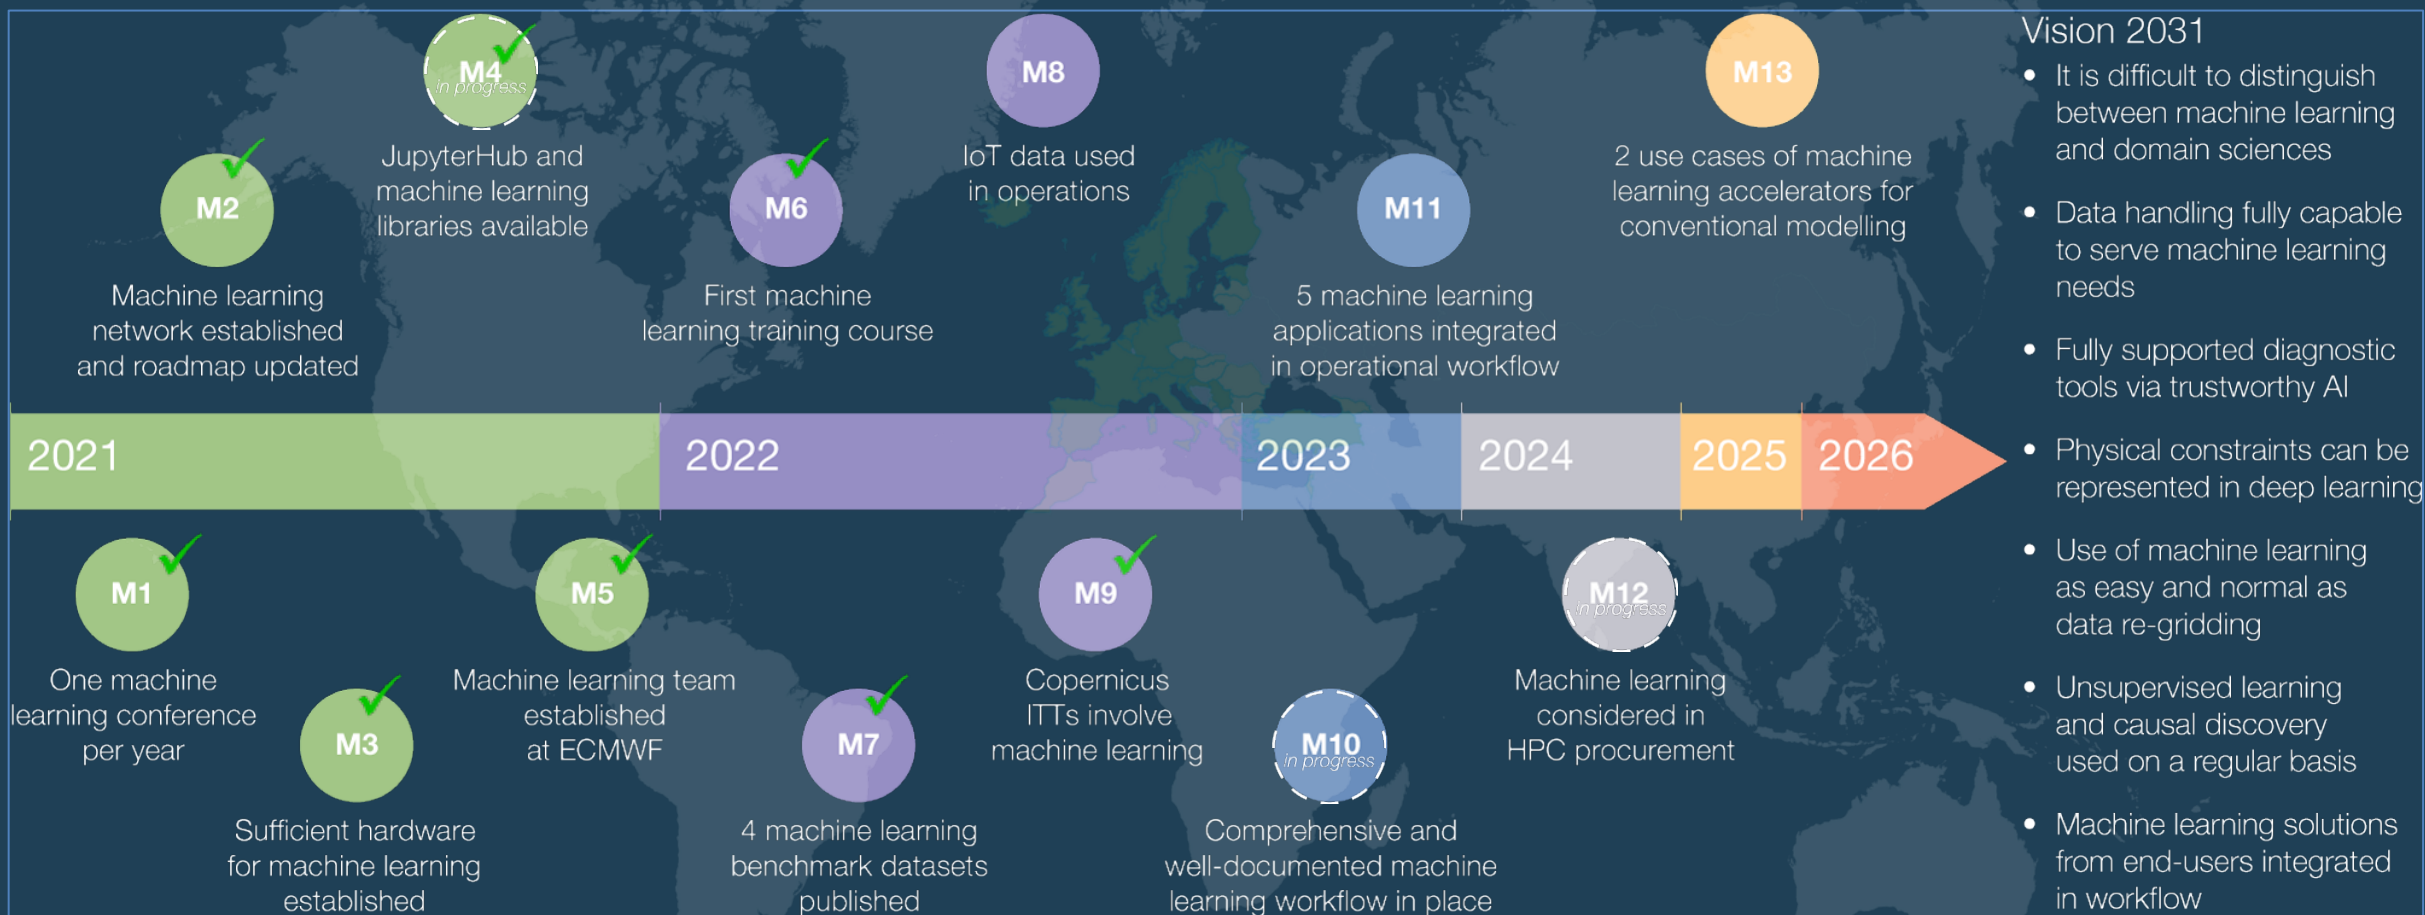 M4
in progress
JupyterHub and
machine learning
libraries available
M8
IoT data used
in operations
M13
2 use cases of machine
learning accelerators for
conventional modelling
M2
Machine learning
network established
and roadmap updated
M6
First machine
learning training course
M11
5 machine learning
applications integrated
in operational workflow
2021
2022
2023
2024
2025
2026
M1
One machine
learning conference
per year
M5
Machine learning team
established
at ECMWF
M9
Copernicus
ITTs involve
machine learning
M12
in progress
Machine learning
considered in
HPC procurement
M3
Sufficient hardware
for machine learning
established
M7
4 machine learning
benchmark datasets
published
M10
in progress
Comprehensive and
well-documented machine
learning workflow in place
Vision 2031
• It is difficult to distinguish
between machine learning
and domain sciences
• Data handling fully capable
to serve machine learning
needs
• Fully supported diagnostic
tools via trustworthy AI
• Physical constraints can be
represented in deep learning
• Use of machine learning
as easy and normal as
data re-gridding
• Unsupervised learning
and causal discovery
used on a regular basis
• Machine learning solutions
from end-users integrated
in workflow